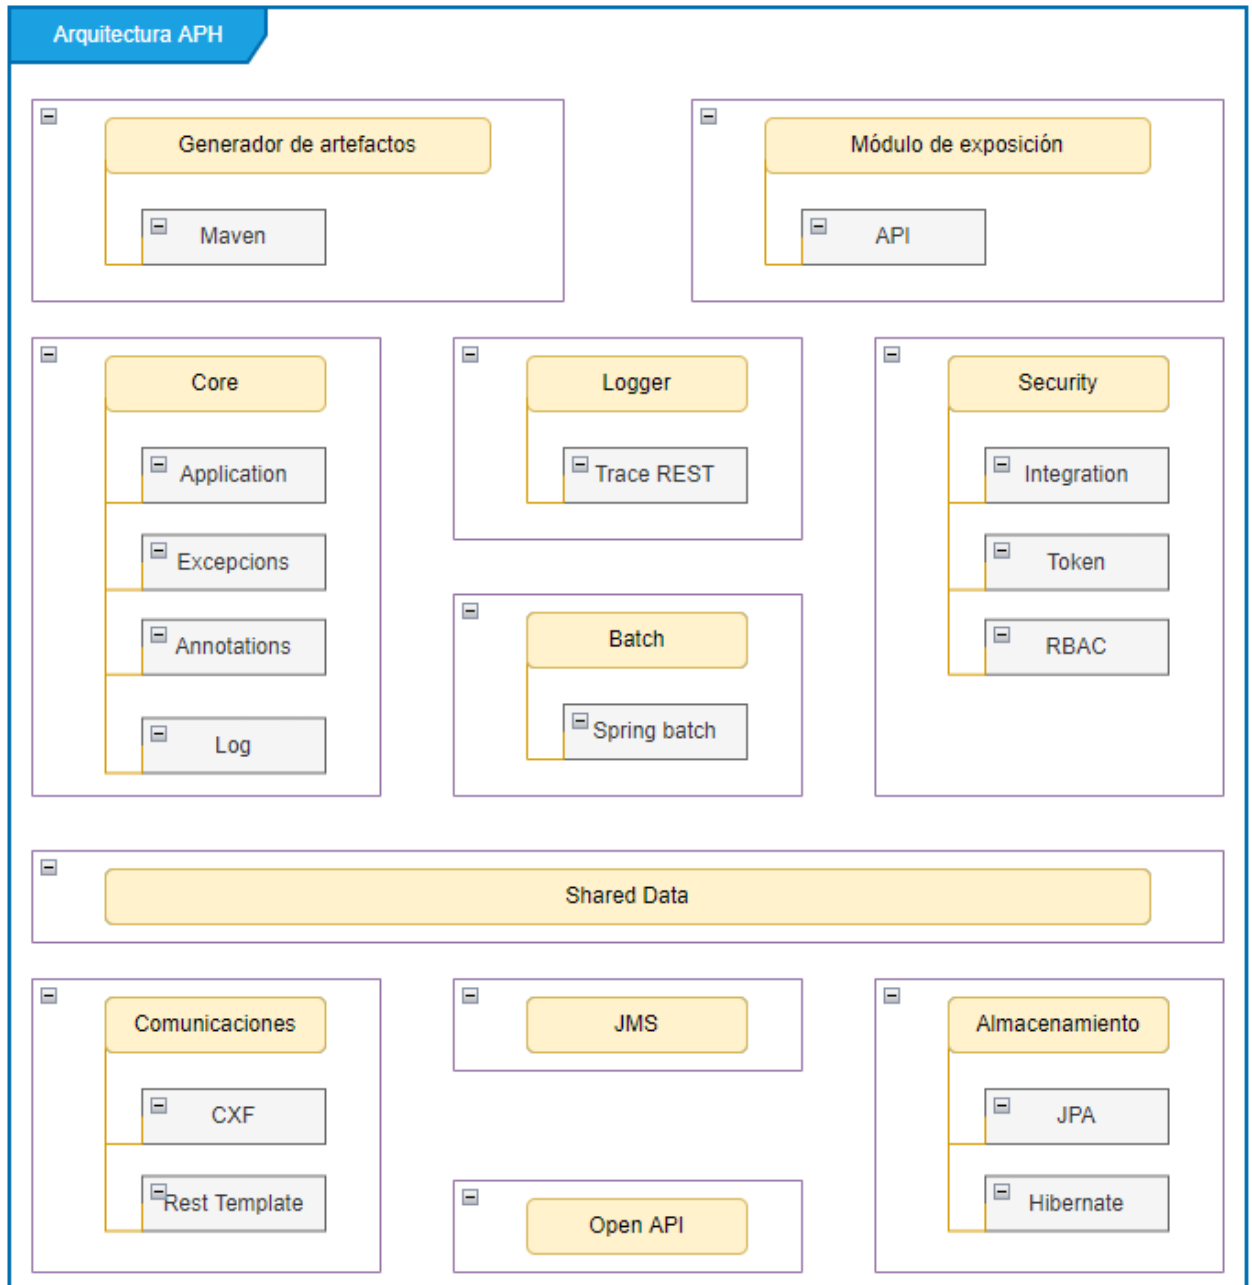 Arquitectura APH
Generador de artefactos
Maven
Módulo de exposición
API
Core
Application
Excepcions
Annotations
Log
Logger
Trace REST
Batch
Spring batch
Security
Integration
Token
RBAC
Shared Data
Comunicaciones
CXF
Rest Template
JMS
Open API
Almacenamiento
JPA
Hibernate